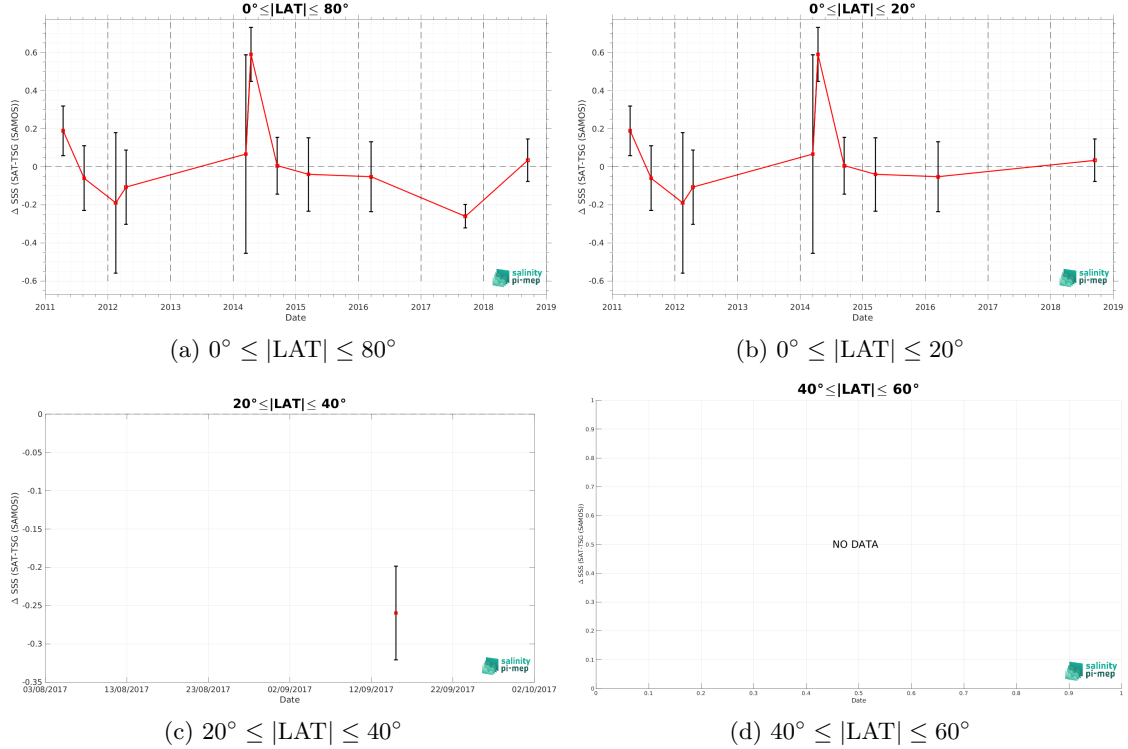 0°≤|LAT|≤ 80°
0.6
0.4
0.2
0
-0.2
-0.4
-0.6
Δ SSS (SAT-TSG (SAMOS))
2011
2012
2013
2014
2015
2016
2017
2018
2019
Date
salinity
pi-mep
(a) 0° ≤ |LAT| ≤ 80°
0°≤|LAT|≤ 20°
0.6
0.4
0.2
0
-0.2
-0.4
-0.6
Δ SSS (SAT-TSG (SAMOS))
2011
2012
2013
2014
2015
2016
2017
2018
2019
Date
salinity
pi-mep
(b) 0° ≤ |LAT| ≤ 20°
20°≤|LAT|≤ 40°
0
-0.05
-0.1
-0.15
-0.2
-0.25
-0.3
-0.35
Δ SSS (SAT-TSG (SAMOS))
03/08/2017
13/08/2017
23/08/2017
02/09/2017
12/09/2017
22/09/2017
02/10/2017
Date
salinity
pi-mep
(c) 20° ≤ |LAT| ≤ 40°
40°≤|LAT|≤ 60°
1
0.9
0.8
0.7
0.6
0.5
0.4
0.3
0.2
0.1
0
Δ SSS (SAT-TSG (SAMOS))
NO DATA
0
0.1
0.2
0.3
0.4
0.5
0.6
0.7
0.8
0.9
1
Date
salinity
pi-mep
(d) 40° ≤ |LAT| ≤ 60°